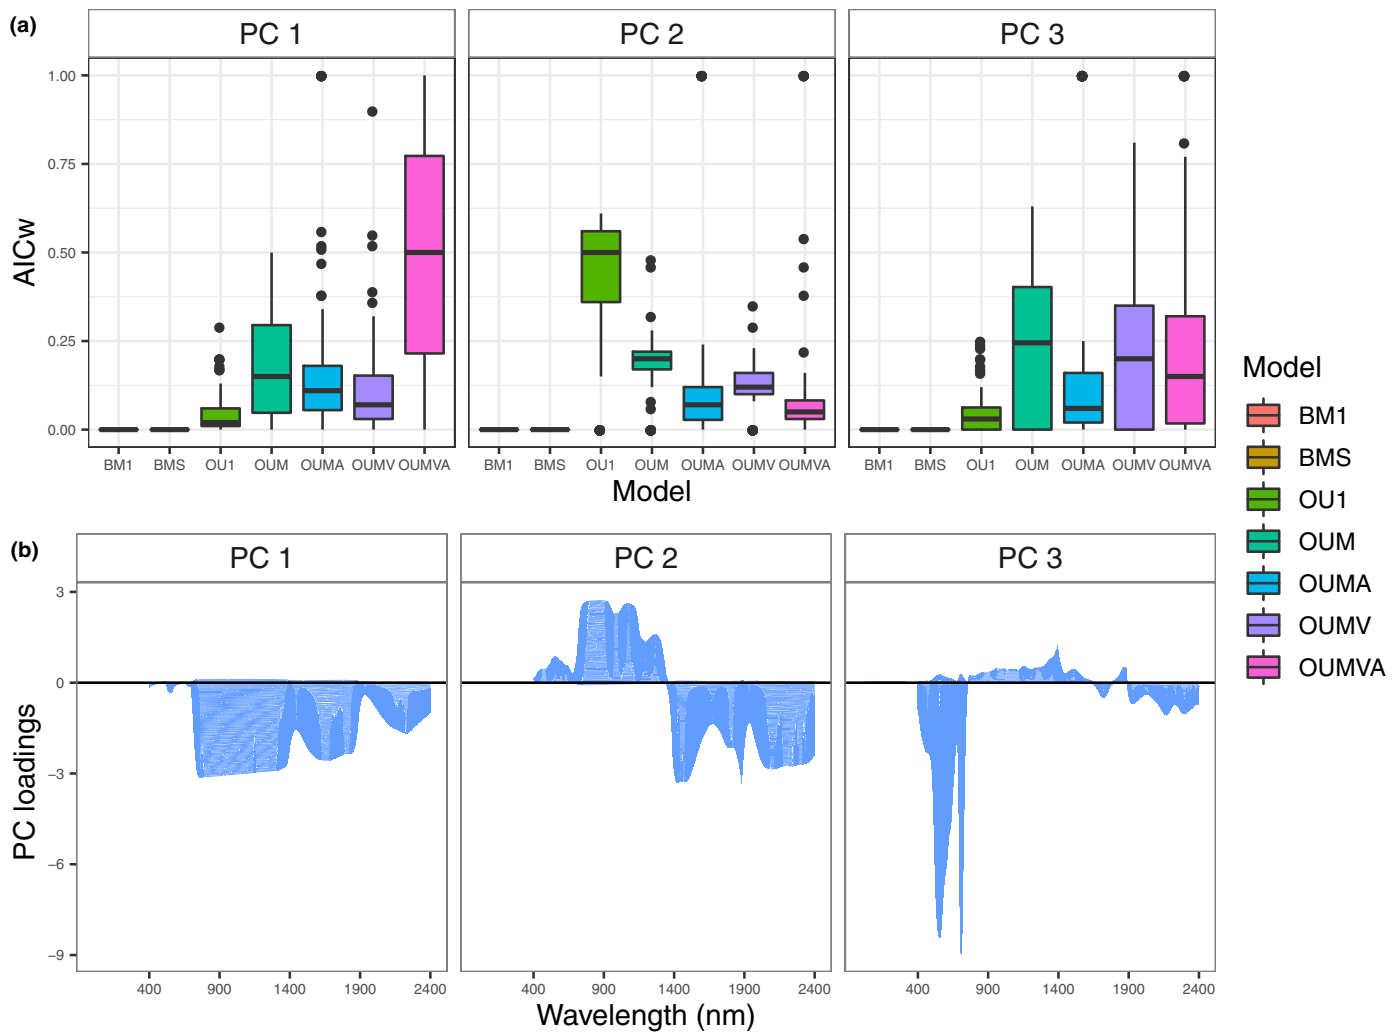 (a)
PC 1 PC 2 PC 3
AICw
1.00
0.75
0.50
0.25
0.00
BM1 BMS OU1 OUM OUMA OUMV OUMVA BM1 BMS OU1 OUM OUMA OUMV OUMVA BM1 BMS OU1 OUM OUMA OUMV OUMVA
Model
Model
BM1
BMS
OU1
OUM
OUMA
OUMV
OUMVA
(b)
PC 1 PC 2 PC 3
PC loadings
3
0
−3
−6
−9
400 900 1400 1900 2400 400 900 1400 1900 2400 400 900 1400 1900 2400
Wavelength (nm)